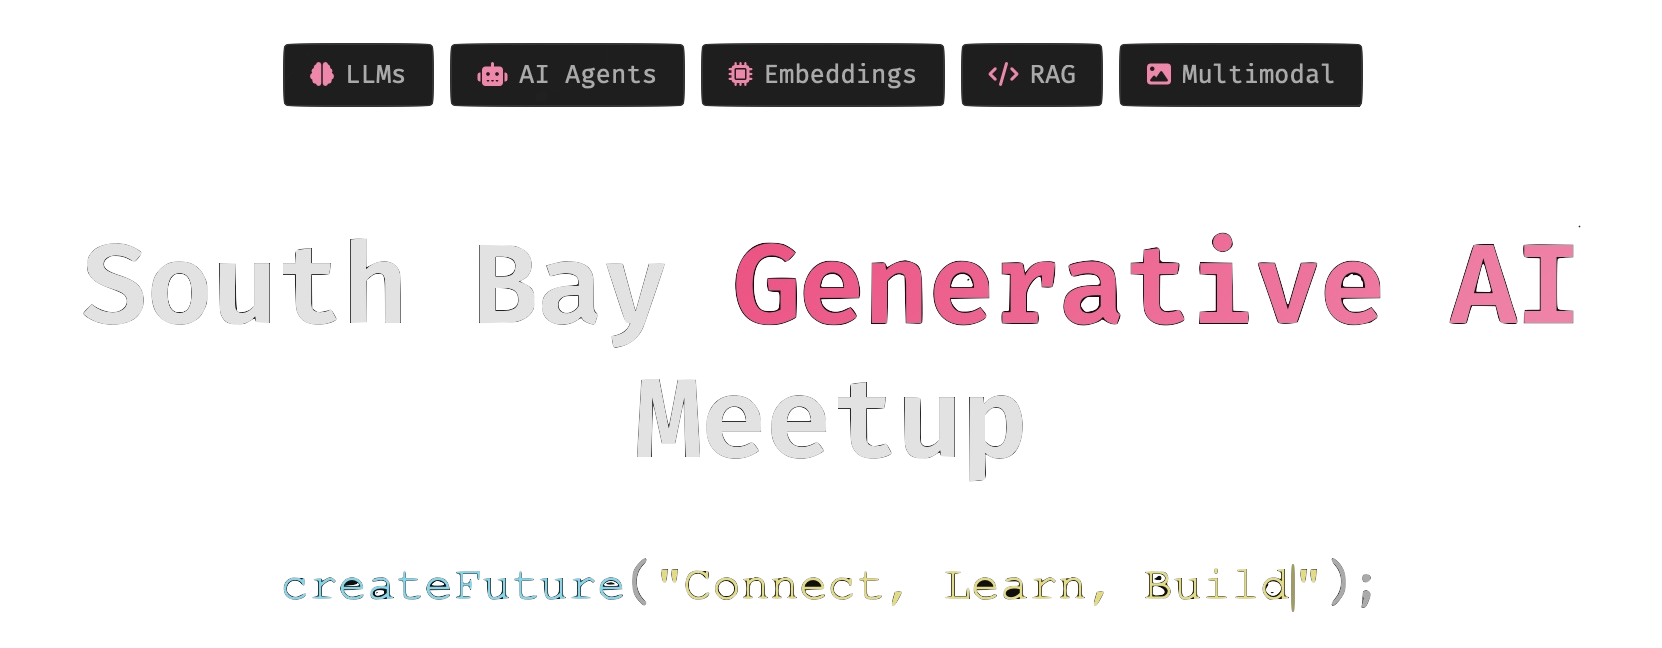 LLMs AI Agents Embeddings RAG Multimodal
South Bay Generative AI
Meetup
createFuture("Connect, Learn, Build|");